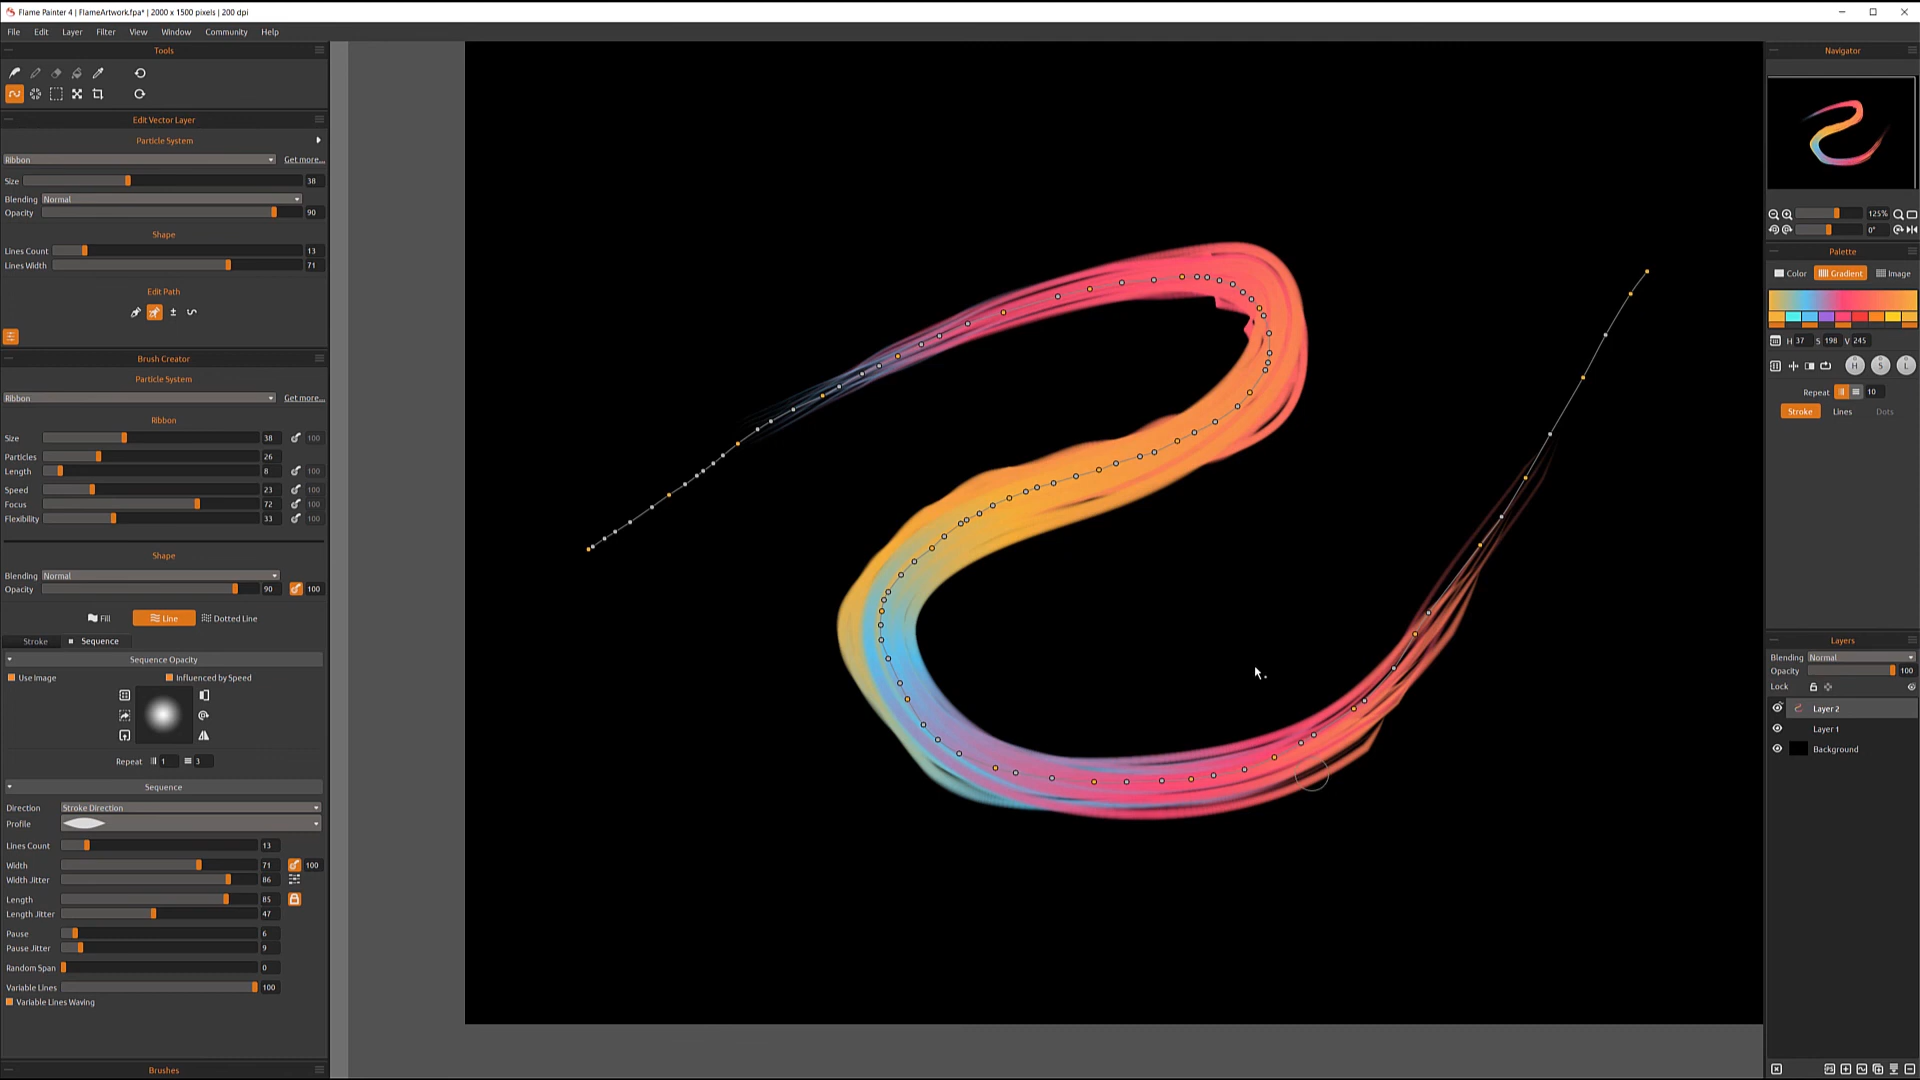 Flame Painter 4 | FlameArtwork.fpa* | 2000 x 1500 pixels | 200 dpi
File Edit Layer Filter View Window Community Help
Tools
Edit Vector Layer
Particle System
Ribbon Get more...
Size 38
Blending Normal
Opacity 90
Shape
Lines Count 13
Lines Width 71
Edit Path
Brush Creator
Particle System
Ribbon Get more...
Ribbon
Size 38 100
Particles 26
Length 8 100
Speed 23 100
Focus 72 100
Flexibility 33 100
Shape
Blending Normal
Opacity 90 100
Fill Line Dotted Line
Stroke Sequence
Sequence Opacity
Use Image Influenced by Speed
Repeat 1 3
Sequence
Direction Stroke Direction
Profile
Lines Count 13
Width 71 100
Width Jitter 86
Length 85
Length Jitter 47
Pause 6
Pause Jitter 9
Random Span 0
Variable Lines 100
Variable Lines Waving
Brushes
Navigator
125%
0°
Palette
Color Gradient Image
H 37 S 198 V 245
H S L
Repeat 10
Stroke Lines Dots
Layers
Blending Normal
Opacity 100
Lock
Layer 2
Layer 1
Background